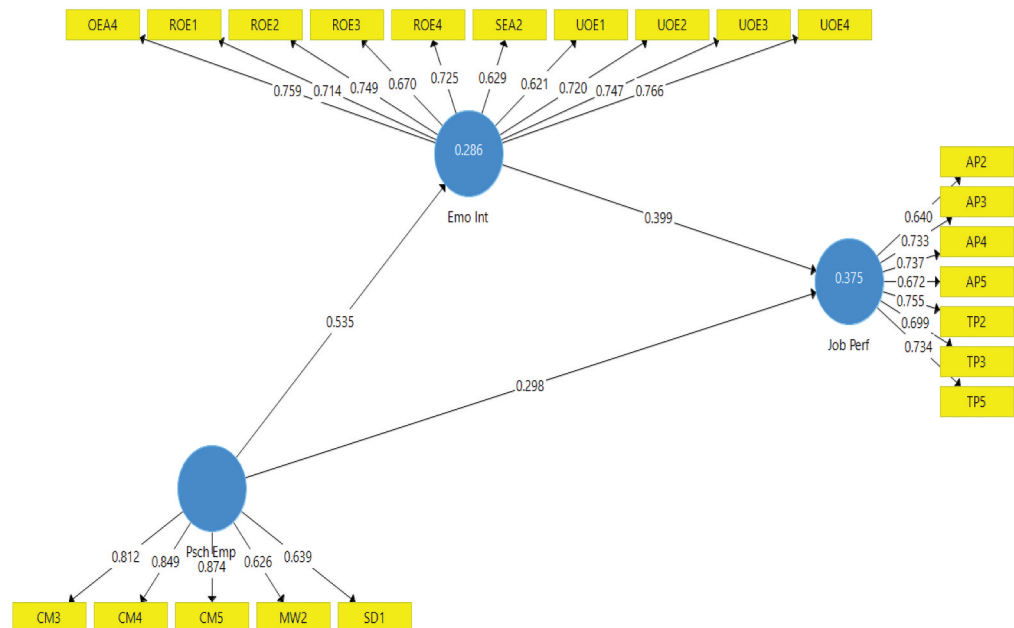 OEA4 ROE1 ROE2 ROE3 ROE4 SEA2 UOE1 UOE2 UOE3 UOE4
0.759 0.714 0.749 0.670 0.725 0.629 0.621 0.720 0.747 0.766
0.286
Emo Int
0.399
0.535
0.298
0.375
Job Perf
0.640
0.733
0.737
0.672
0.755
0.699
0.734
AP2
AP3
AP4
AP5
TP2
TP3
TP5
Psch Emp
0.812 0.849 0.874 0.626 0.639
CM3 CM4 CM5 MW2 SD1